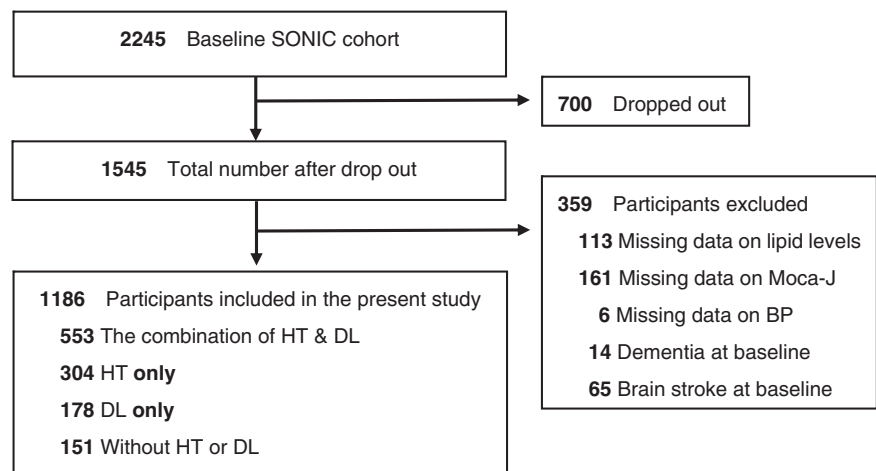 2245 Baseline SONIC cohort
700 Dropped out
1545 Total number after drop out
359 Participants excluded
113 Missing data on lipid levels
161 Missing data on Moca-J
6 Missing data on BP
14 Dementia at baseline
65 Brain stroke at baseline
1186 Participants included in the present study
553 The combination of HT & DL
304 HT only
178 DL only
151 Without HT or DL